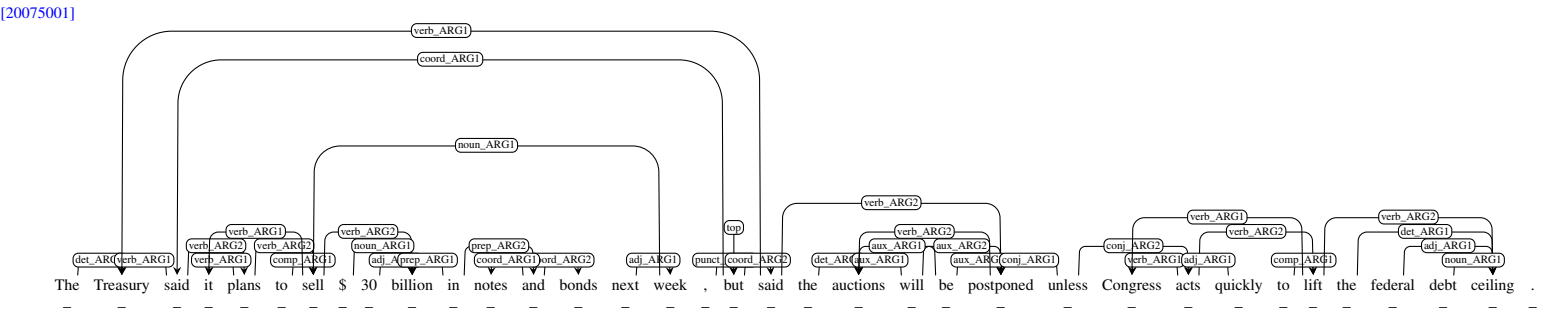 [20075001]
verb_ARG1
coord_ARG1
noun_ARG1
verb_ARG2
verb_ARG1 verb_ARG2
top
verb_ARG1 verb_ARG2 verb_ARG2 verb_ARG2 det_ARG1
verb_ARG2 verb_ARG2 noun_ARG1 prep_ARG2 aux_ARG1 aux_ARG2 conj_ARG2 adj_ARG1
verb_ARG1 verb_ARG1 comp_ARG1 prep_ARG1 coord_ARG1 adj_ARG1 coord_ARG2 aux_ARG1 conj_ARG1 verb_ARG1 adj_ARG1 comp_ARG1 noun_ARG1
The Treasury said it plans to sell $ 30 billion in notes and bonds next week , but said the auctions will be postponed unless Congress acts quickly to lift the federal debt ceiling .
_ _ _ _ _ _ _ _ _ _ _ _ _ _ _ _ _ _ _ _ _ _ _ _ _ _ _ _ _ _ _ _ _ _ _